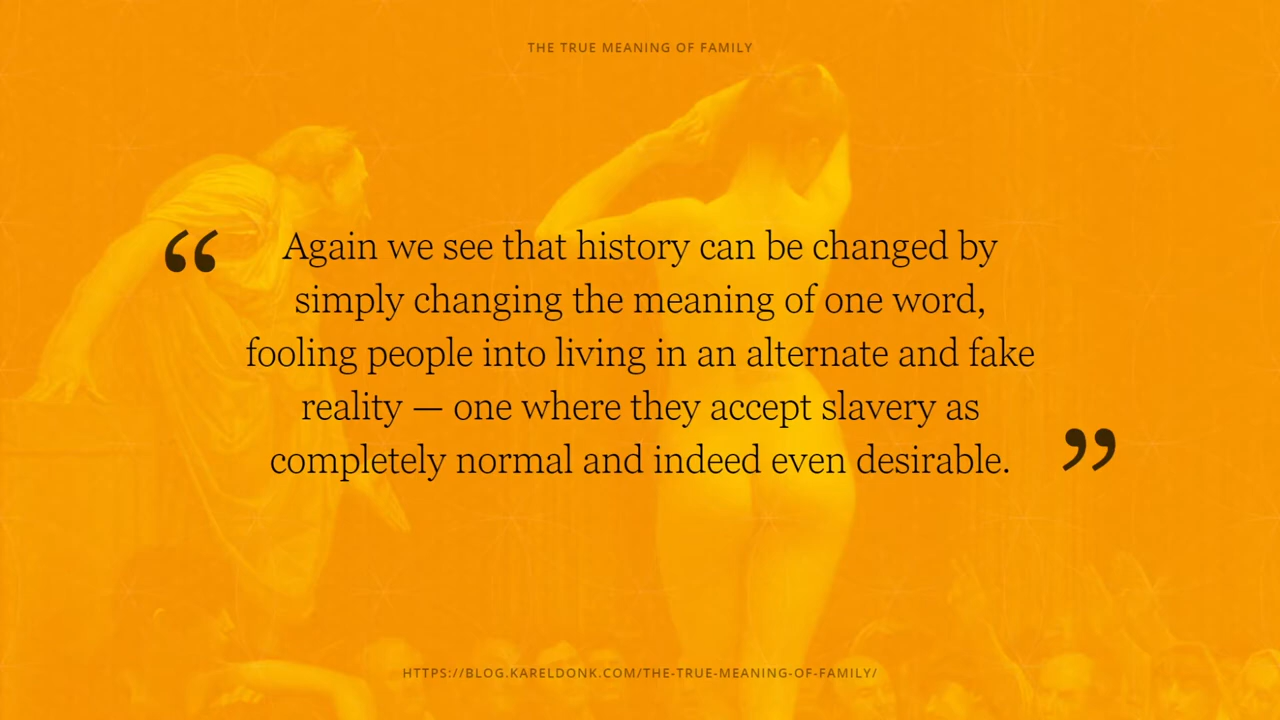 THE TRUE MEANING OF FAMILY
“ Again we see that history can be changed by
simply changing the meaning of one word,
fooling people into living in an alternate and fake
reality — one where they accept slavery as
completely normal and indeed even desirable. ”
HTTPS://BLOG.KARELDONK.COM/THE-TRUE-MEANING-OF-FAMILY/